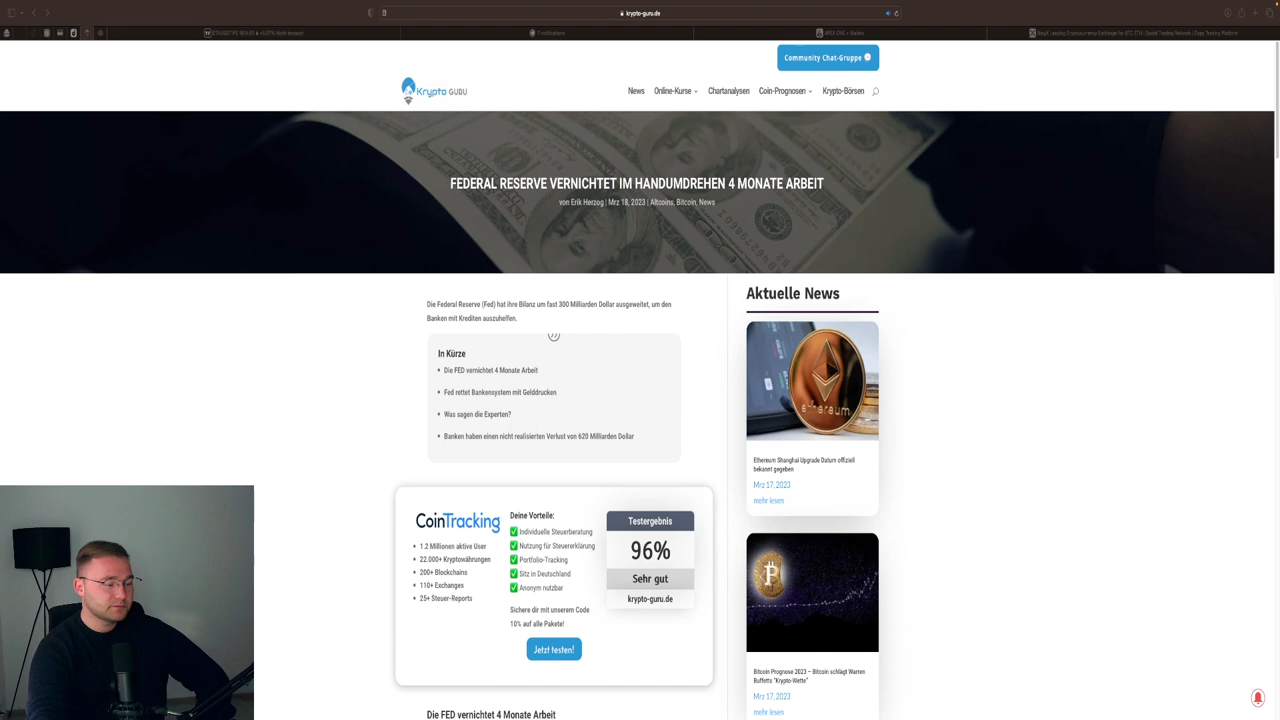 krypto-guru.de
Community Chat-Gruppe
Krypto GURU
News
Online-Kurse
Chartanalysen
Coin-Prognosen
Krypto-Börsen
FEDERAL RESERVE VERNICHTET IM HANDUMDREHEN 4 MONATE ARBEIT
von Erik Herzog | Mrz 18, 2023 | Altcoins, Bitcoin, News
Die Federal Reserve (Fed) hat ihre Bilanz um fast 300 Milliarden Dollar ausgeweitet, um den
Banken mit Krediten auszuhelfen.
In Kürze
Die FED vernichtet 4 Monate Arbeit
Fed rettet Bankensystem mit Gelddrucken
Was sagen die Experten?
Banken haben einen nicht realisierten Verlust von 620 Milliarden Dollar
CoinTracking
1.2 Millionen aktive User
22.000+ Kryptowährungen
200+ Blockchains
110+ Exchanges
25+ Steuer-Reports
Deine Vorteile:
✅ Individuelle Steuerberatung
✅ Nutzung für Steuererklärung
✅ Portfolio-Tracking
✅ Sitz in Deutschland
✅ Anonym nutzbar
Sichere dir mit unserem Code
10% auf alle Pakete!
Jetzt testen!
Testergebnis
96%
Sehr gut
krypto-guru.de
Die FED vernichtet 4 Monate Arbeit
Aktuelle News
ethereum
Ethereum Shanghai Upgrade Datum offiziell
bekannt gegeben
Mrz 17, 2023
mehr lesen
Bitcoin Prognose 2023 – Bitcoin schlägt Warren
Buffetts "Krypto-Wette"
Mrz 17, 2023
mehr lesen